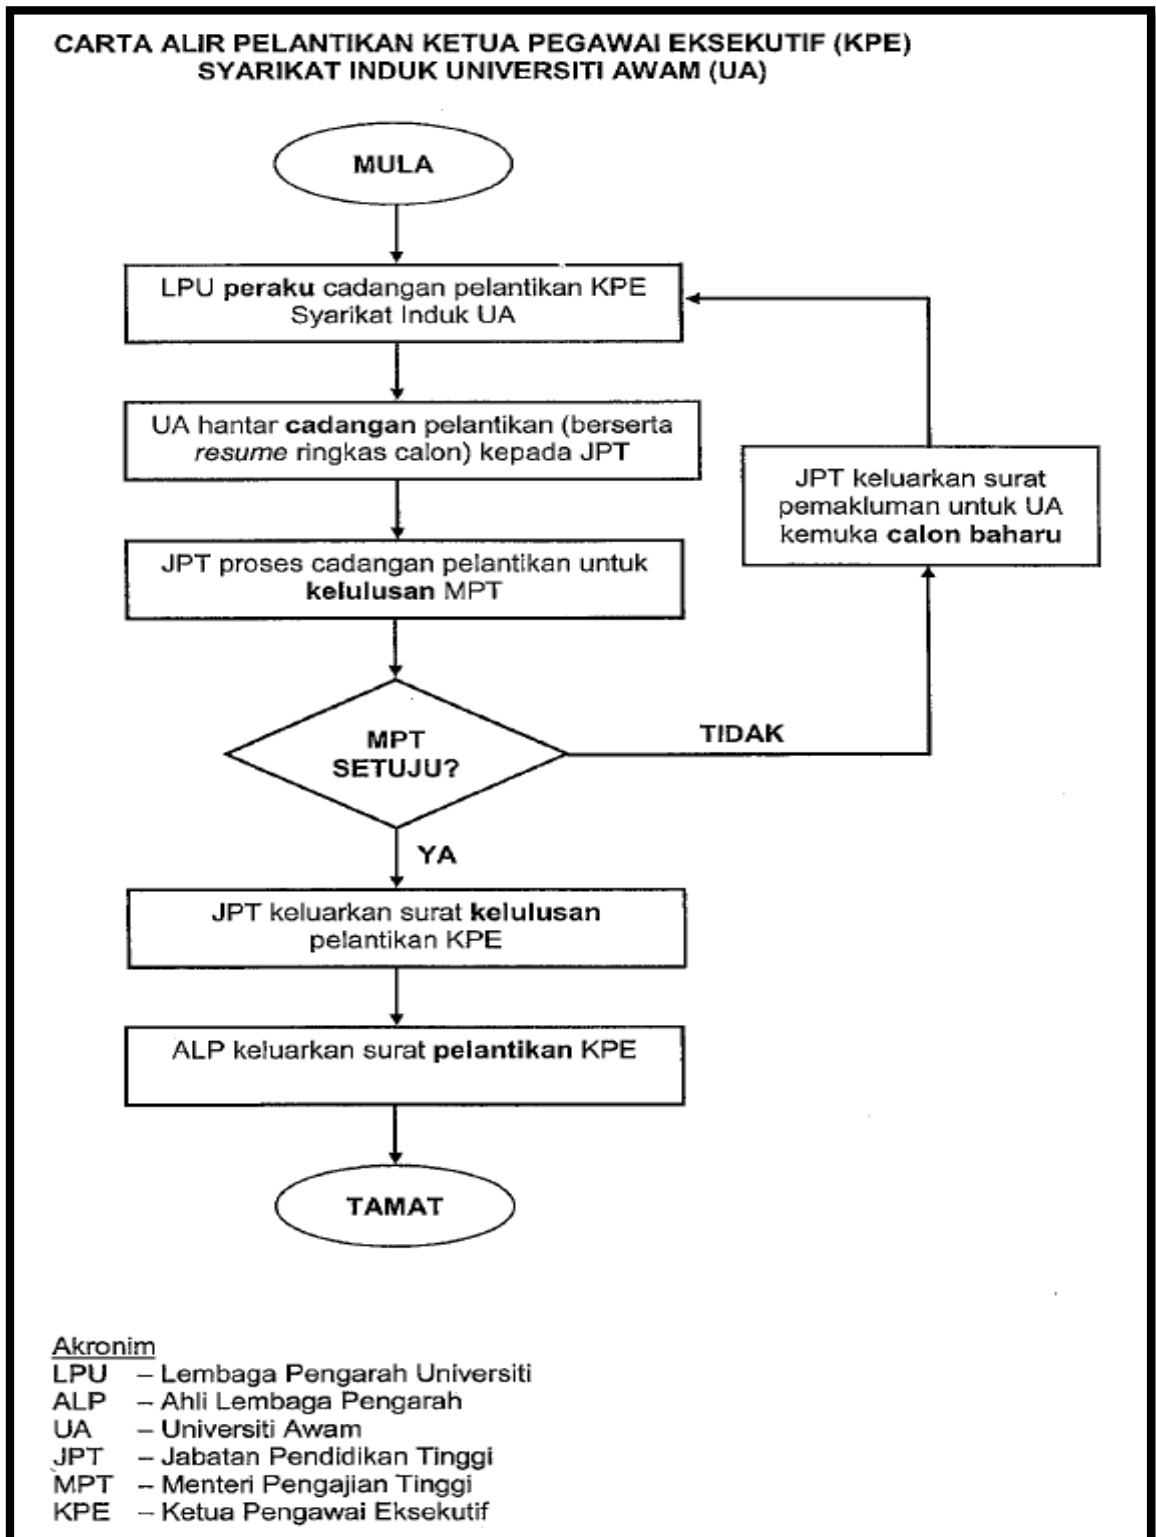 CARTA ALIR PELANTIKAN KETUA PEGAWAI EKSEKUTIF (KPE)
SYARIKAT INDUK UNIVERSITI AWAM (UA)
MULA
LPU peraku cadangan pelantikan KPE
Syarikat Induk UA
UA hantar cadangan pelantikan (berserta
resume ringkas calon) kepada JPT
JPT keluarkan surat
pemakluman untuk UA
kemuka calon baharu
JPT proses cadangan pelantikan untuk
kelulusan MPT
MPT
SETUJU?
TIDAK
YA
JPT keluarkan surat kelulusan
pelantikan KPE
ALP keluarkan surat pelantikan KPE
TAMAT
Akronim
LPU – Lembaga Pengarah Universiti
ALP – Ahli Lembaga Pengarah
UA – Universiti Awam
JPT – Jabatan Pendidikan Tinggi
MPT – Menteri Pengajian Tinggi
KPE – Ketua Pengawai Eksekutif